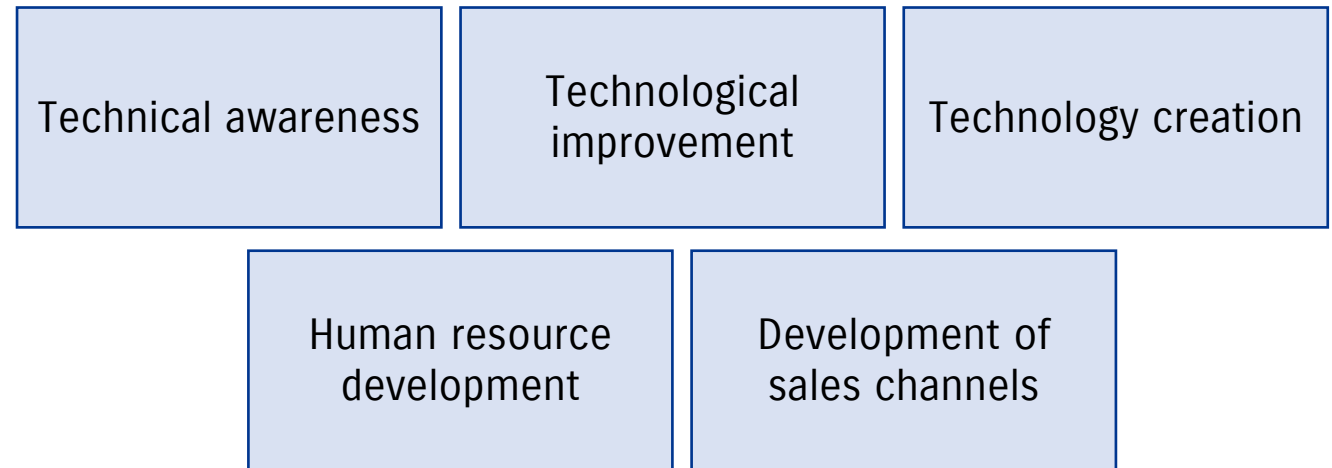 Technical awareness
Technological
improvement
Technology creation
Human resource
development
Development of
sales channels